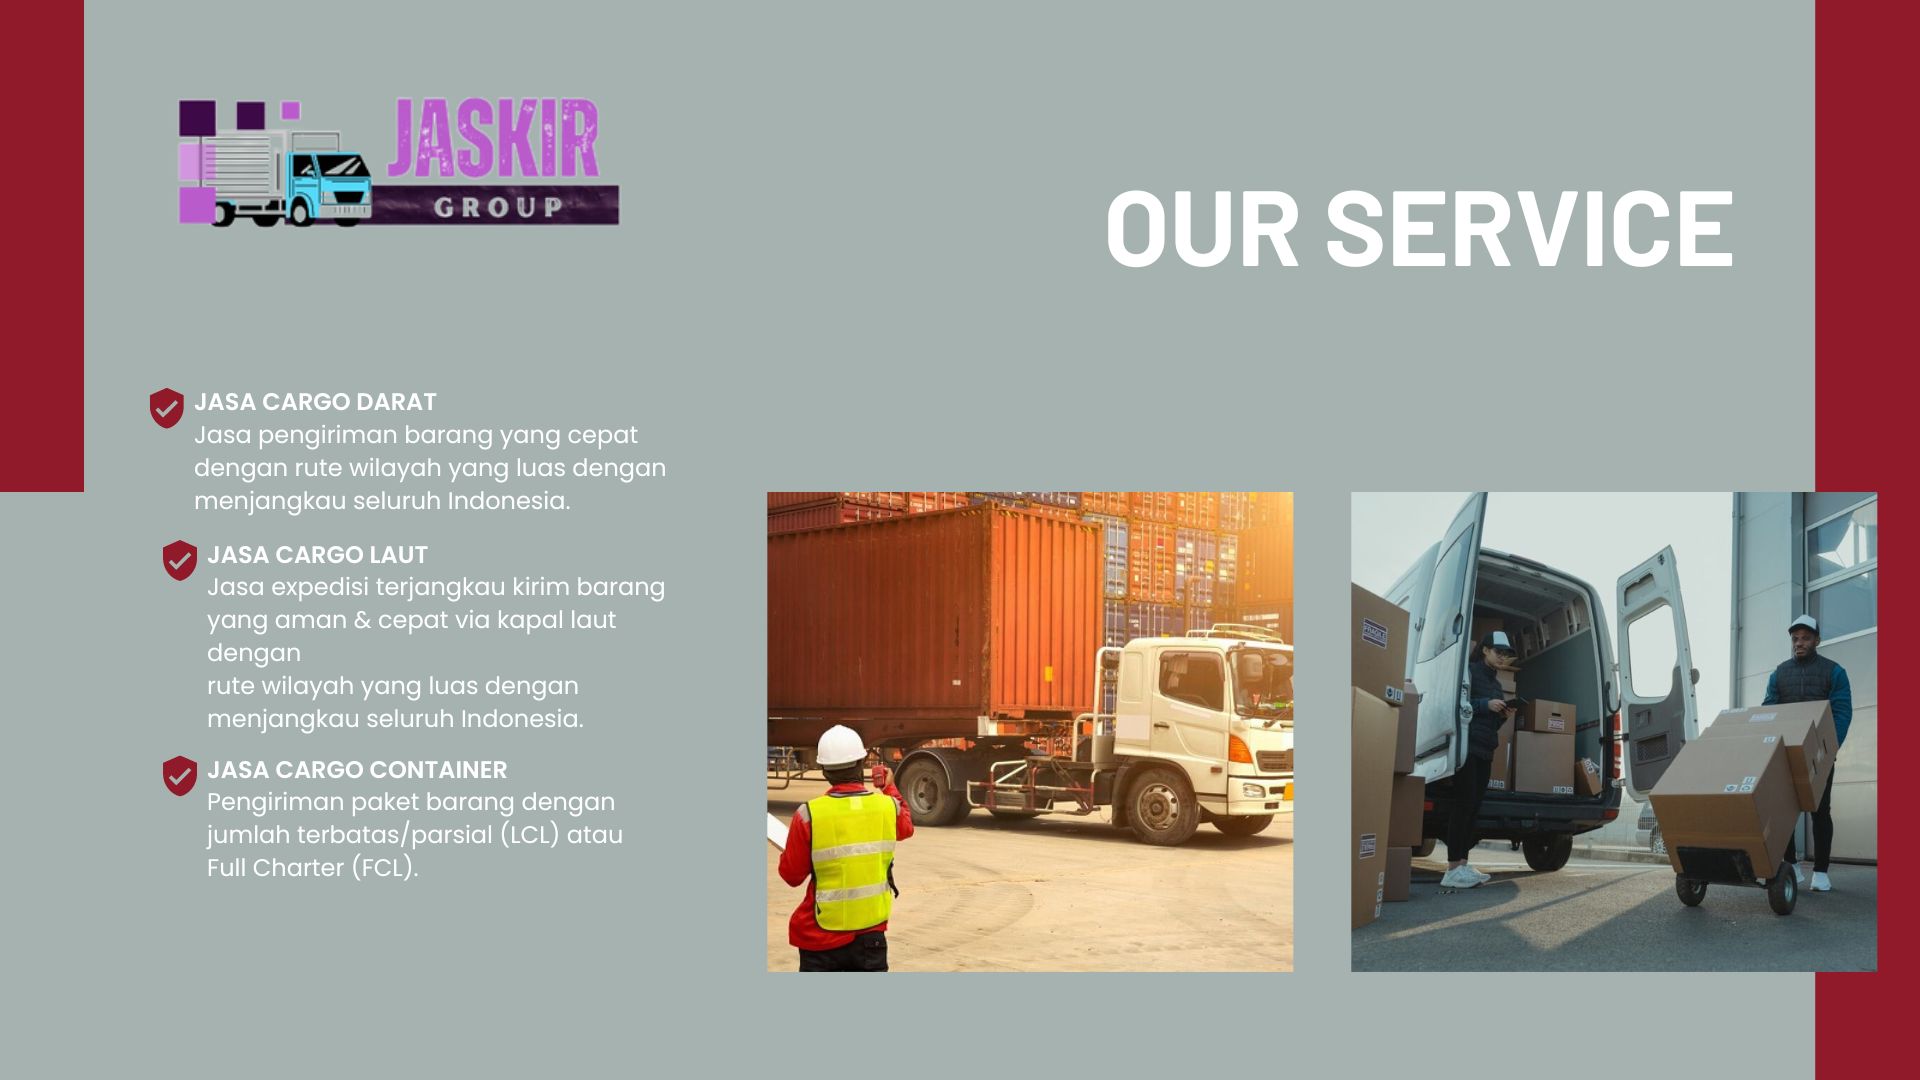 JASKIR
GROUP
OUR SERVICE
JASA CARGO DARAT
Jasa pengiriman barang yang cepat
dengan rute wilayah yang luas dengan
menjangkau seluruh Indonesia.
JASA CARGO LAUT
Jasa expedisi terjangkau kirim barang
yang aman & cepat via kapal laut
dengan
rute wilayah yang luas dengan
menjangkau seluruh Indonesia.
JASA CARGO CONTAINER
Pengiriman paket barang dengan
jumlah terbatas/parsial (LCL) atau
Full Charter (FCL).
FRAGILE